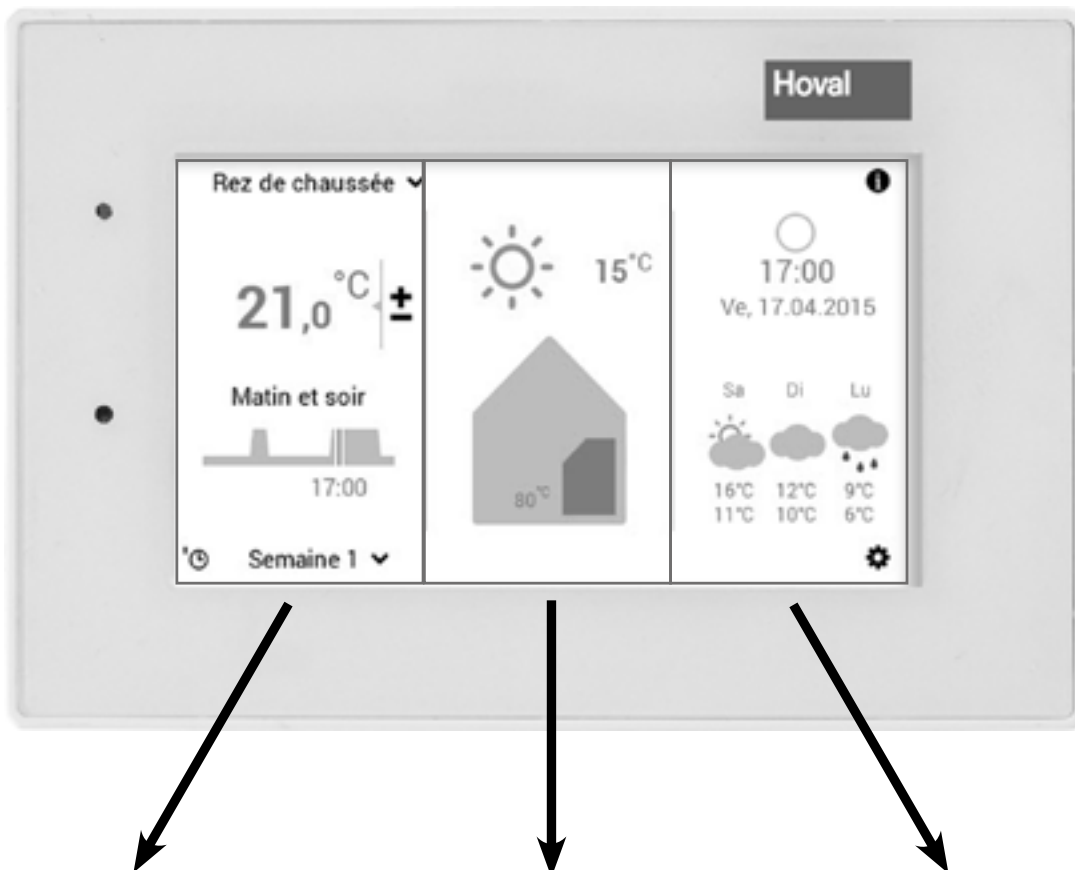 Hoval
Rez de chaussée
21,0 °C
±
Matin et soir
17:00
Semaine 1
15°C
80°C
17:00
Ve, 17.04.2015
Sa Di Lu
16°C 12°C 9°C
11°C 10°C 6°C